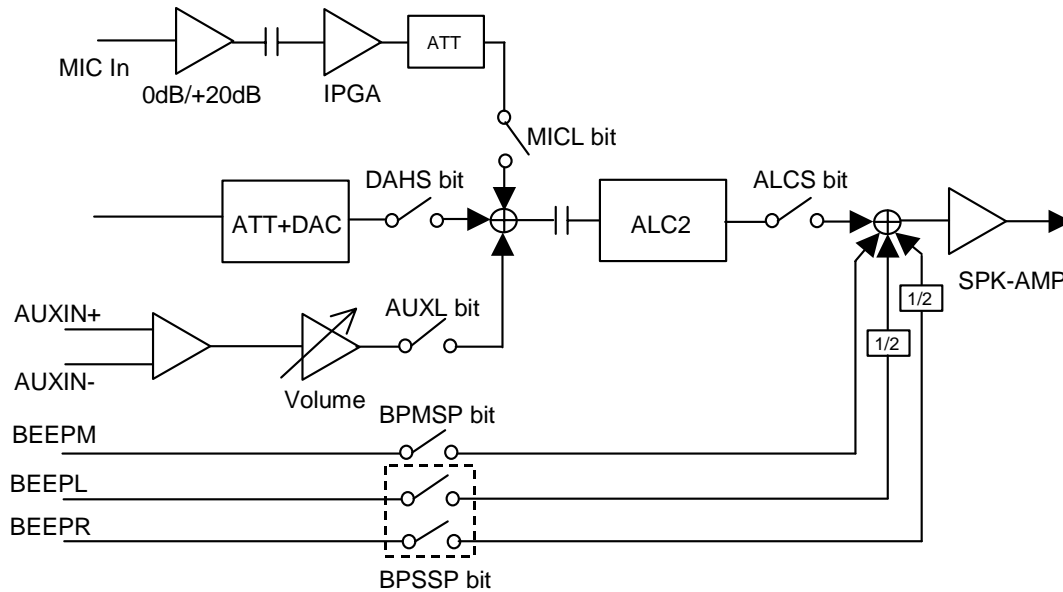 MIC In
0dB/+20dB
IPGA
ATT
MICL bit
ATT+DAC
DAHS bit
ALC2
ALCS bit
SPK-AMP
1/2
1/2
AUXIN+
AUXIN-
Volume
AUXL bit
BEEPM
BPMSP bit
BEEPL
BEEPR
BPSSP bit